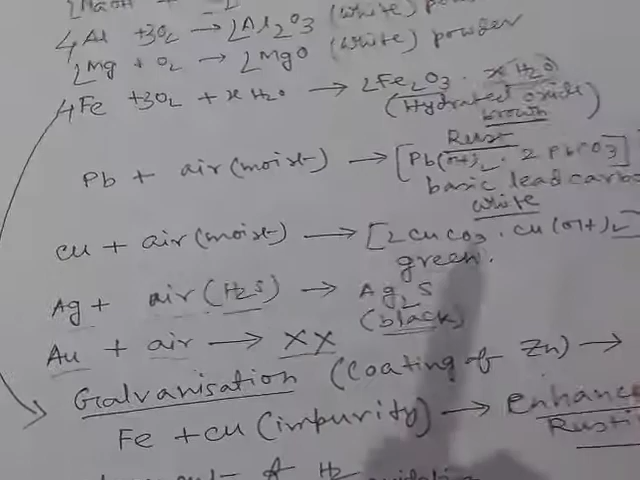 2NaOH
4Al + 3O2 → 2Al2O3 (white) powder
2Mg + O2 → 2MgO (white) powder
4Fe + 3O2 + xH2O → 2Fe2O3 . xH2O
(Hydrated oxide)
brown
Rust
Pb + air (moist) → [Pb(OH)2 . 2PbCO3]
basic lead carbo
white
Cu + air (moist) → [2CuCO3 . Cu(OH)2]
green.
Ag + air (H2S) → Ag2S
(black)
Au + air → XX
Galvanisation (Coating of Zn) →
Fe + Cu (impurity) → enhance
Rusti